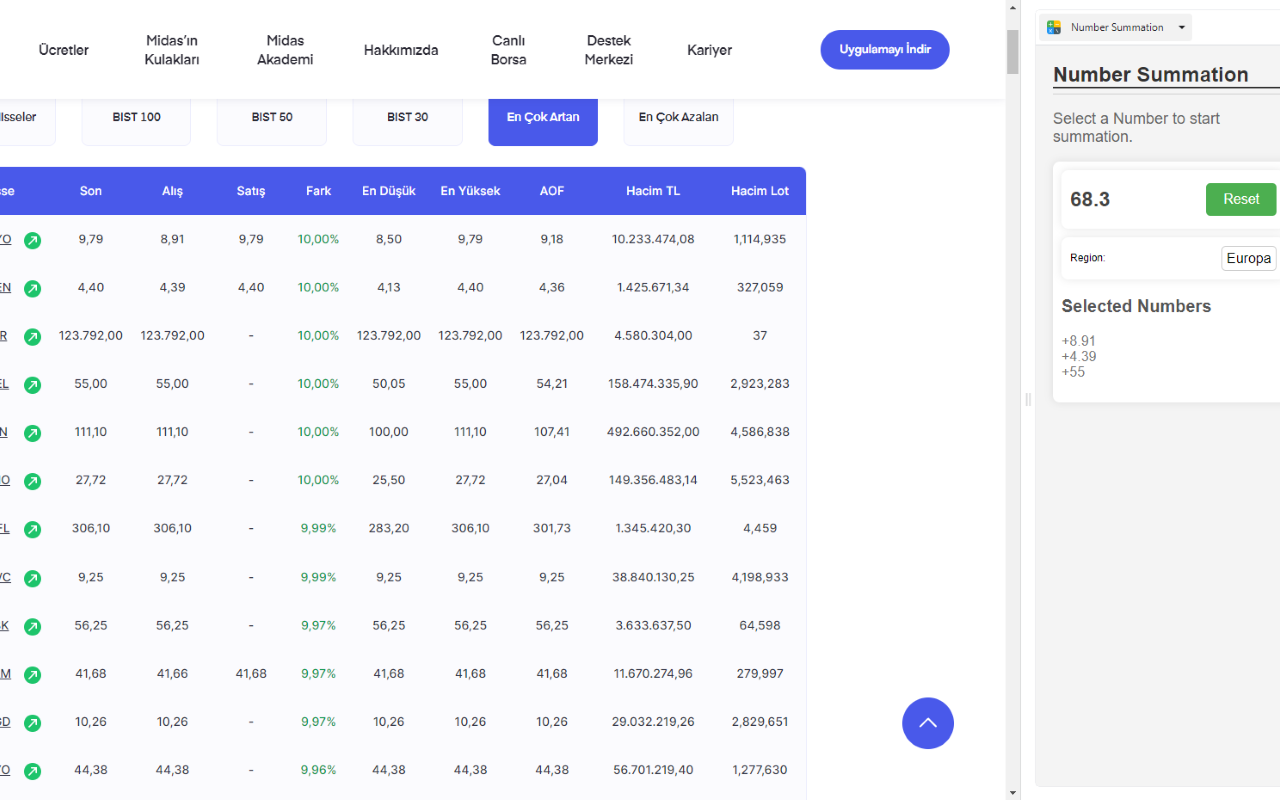 Ücretler
Midas'ın
Kulakları
Midas
Akademi
Hakkımızda
Canlı
Borsa
Destek
Merkezi
Kariyer
Uygulamayı İndir
BIST 100
BIST 50
BIST 30
En Çok Artan
En Çok Azalan
Son Alış Satış Fark En Düşük En Yüksek AOF Hacim TL Hacim Lot
9,79 8,91 9,79 10,00% 8,50 9,79 9,18 10.233.474,08 1,114,935
4,40 4,39 4,40 10,00% 4,13 4,40 4,36 1.425.671,34 327,059
123.792,00 123.792,00 - 10,00% 123.792,00 123.792,00 123.792,00 4.580.304,00 37
55,00 55,00 - 10,00% 50,05 55,00 54,21 158.474.335,90 2,923,283
111,10 111,10 - 10,00% 100,00 111,10 107,41 492.660.352,00 4,586,838
27,72 27,72 - 10,00% 25,50 27,72 27,04 149.356.483,14 5,523,463
306,10 306,10 - 9,99% 283,20 306,10 301,73 1.345.420,30 4,459
9,25 9,25 - 9,99% 9,25 9,25 9,25 38.840.130,25 4,198,933
56,25 56,25 - 9,97% 56,25 56,25 56,25 3.633.637,50 64,598
41,68 41,66 41,68 9,97% 41,68 41,68 41,68 11.670.274,96 279,997
10,26 10,26 - 9,97% 10,26 10,26 10,26 29.032.219,26 2,829,651
44,38 44,38 - 9,96% 44,38 44,38 44,38 56.701.219,40 1,277,630
Number Summation
Number Summation
Select a Number to start
summation.
68.3
Reset
Region:
Europa
Selected Numbers
+8.91
+4.39
+55